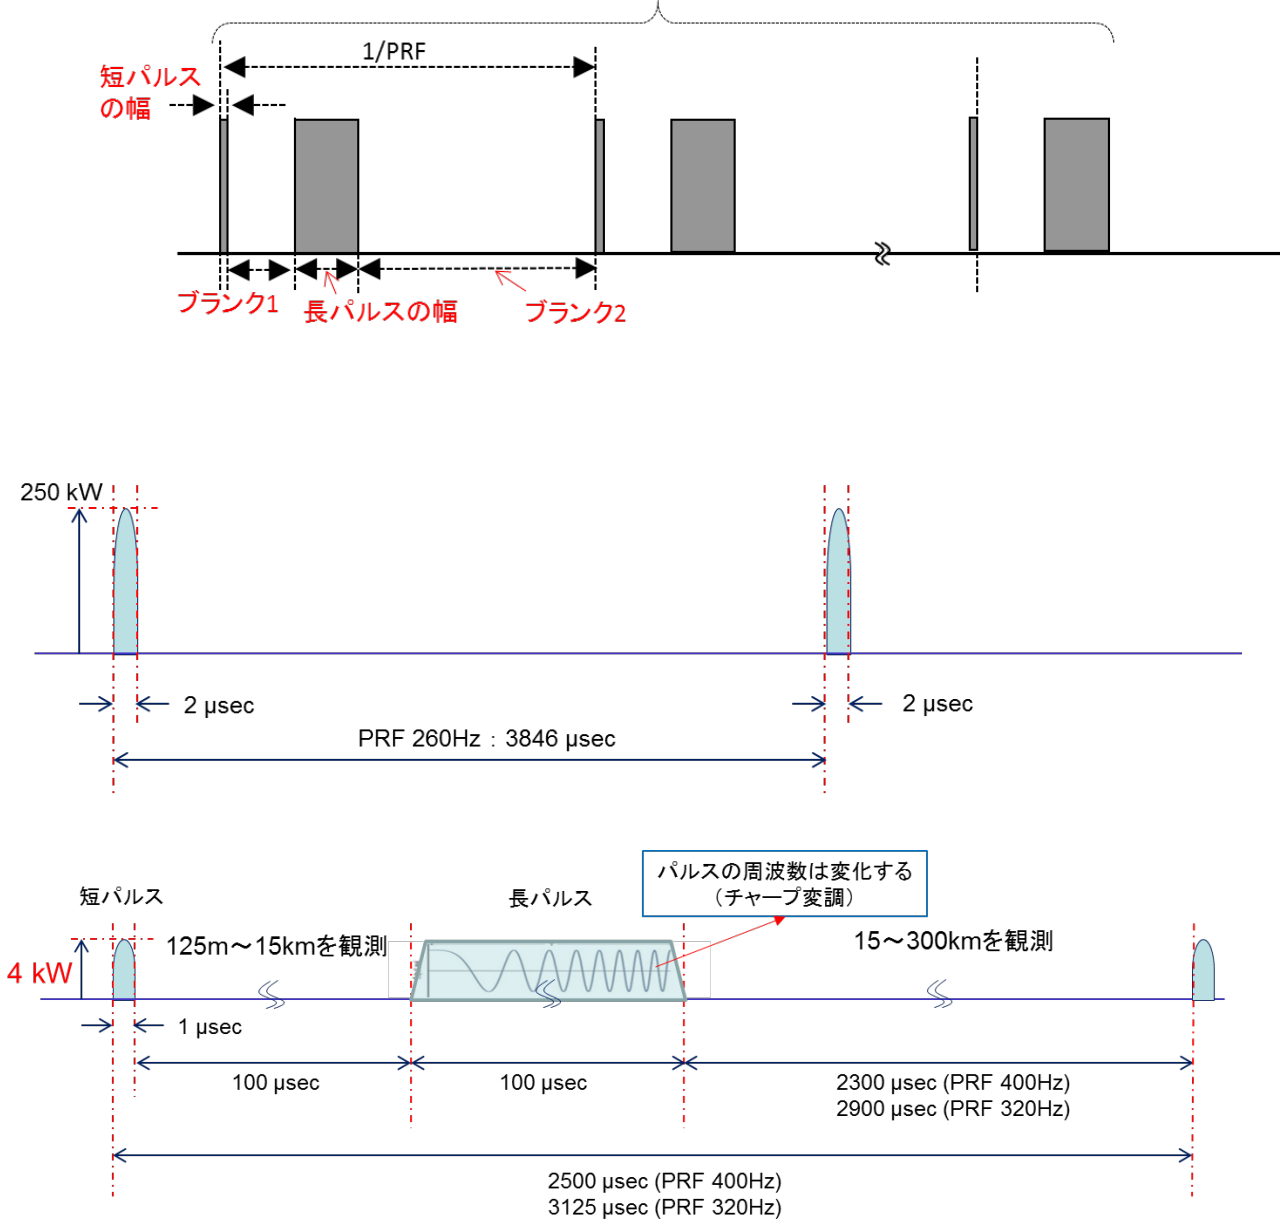 1/PRF
短パルス
の幅
ブランク1
長パルスの幅
ブランク2
250 kW
2 μsec
2 μsec
PRF 260Hz : 3846 μsec
パルスの周波数は変化する
（チャープ変調）
短パルス
長パルス
125m～15kmを観測
15～300kmを観測
4 kW
1 μsec
100 μsec
100 μsec
2300 μsec (PRF 400Hz)
2900 μsec (PRF 320Hz)
2500 μsec (PRF 400Hz)
3125 μsec (PRF 320Hz)